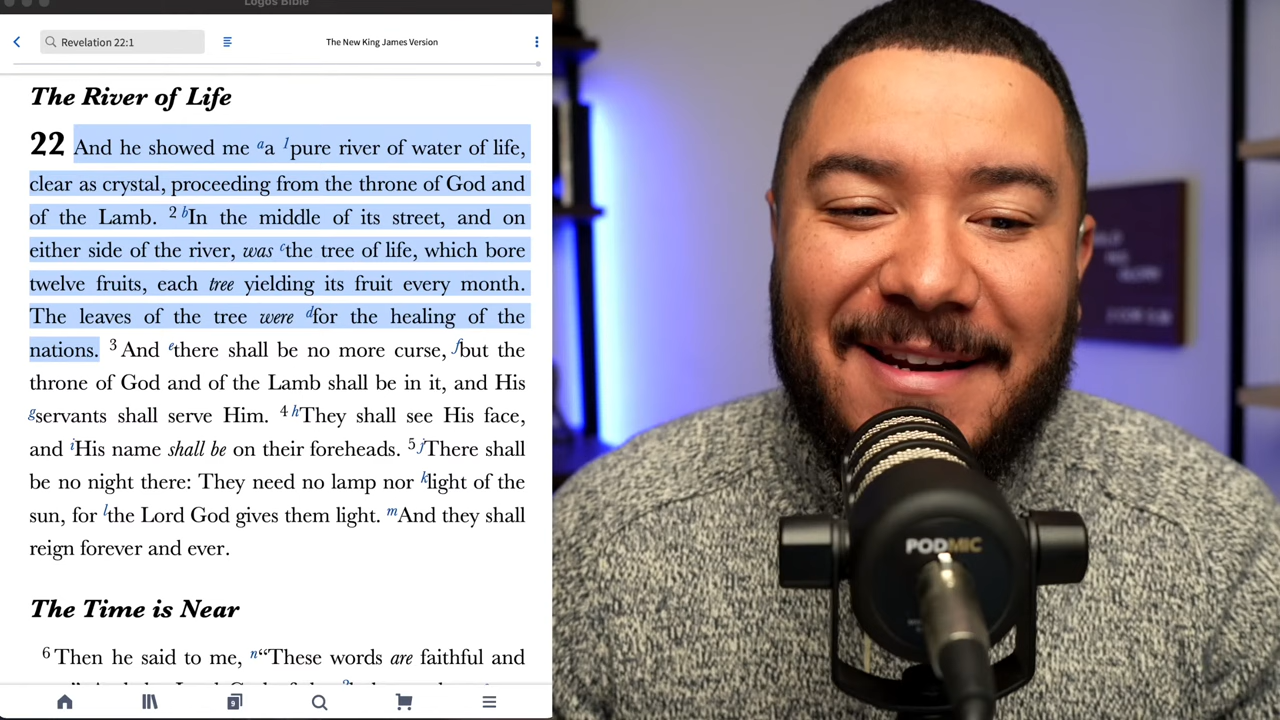 Logos Bible
Revelation 22:1
The New King James Version
The River of Life
22 And he showed me a a 1 pure river of water of life,
clear as crystal, proceeding from the throne of God and
of the Lamb. 2 b In the middle of its street, and on
either side of the river, was c the tree of life, which bore
twelve fruits, each tree yielding its fruit every month.
The leaves of the tree were d for the healing of the
nations. 3 And e there shall be no more curse, f but the
throne of God and of the Lamb shall be in it, and His
g servants shall serve Him. 4 h They shall see His face,
and i His name shall be on their foreheads. 5 j There shall
be no night there: They need no lamp nor k light of the
sun, for l the Lord God gives them light. m And they shall
reign forever and ever.
The Time is Near
6 Then he said to me, n “These words are faithful and
9
PODMIC